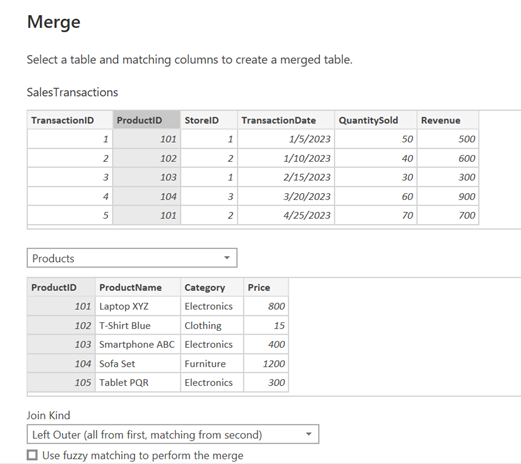 Merge
Select a table and matching columns to create a merged table.
SalesTransactions
TransactionID ProductID StoreID TransactionDate QuantitySold Revenue
1 101 1 1/5/2023 50 500
2 102 2 1/10/2023 40 600
3 103 1 2/15/2023 30 300
4 104 3 3/20/2023 60 900
5 101 2 4/25/2023 70 700
Products
ProductID ProductName Category Price
101 Laptop XYZ Electronics 800
102 T-Shirt Blue Clothing 15
103 Smartphone ABC Electronics 400
104 Sofa Set Furniture 1200
105 Tablet PQR Electronics 300
Join Kind
Left Outer (all from first, matching from second)
Use fuzzy matching to perform the merge